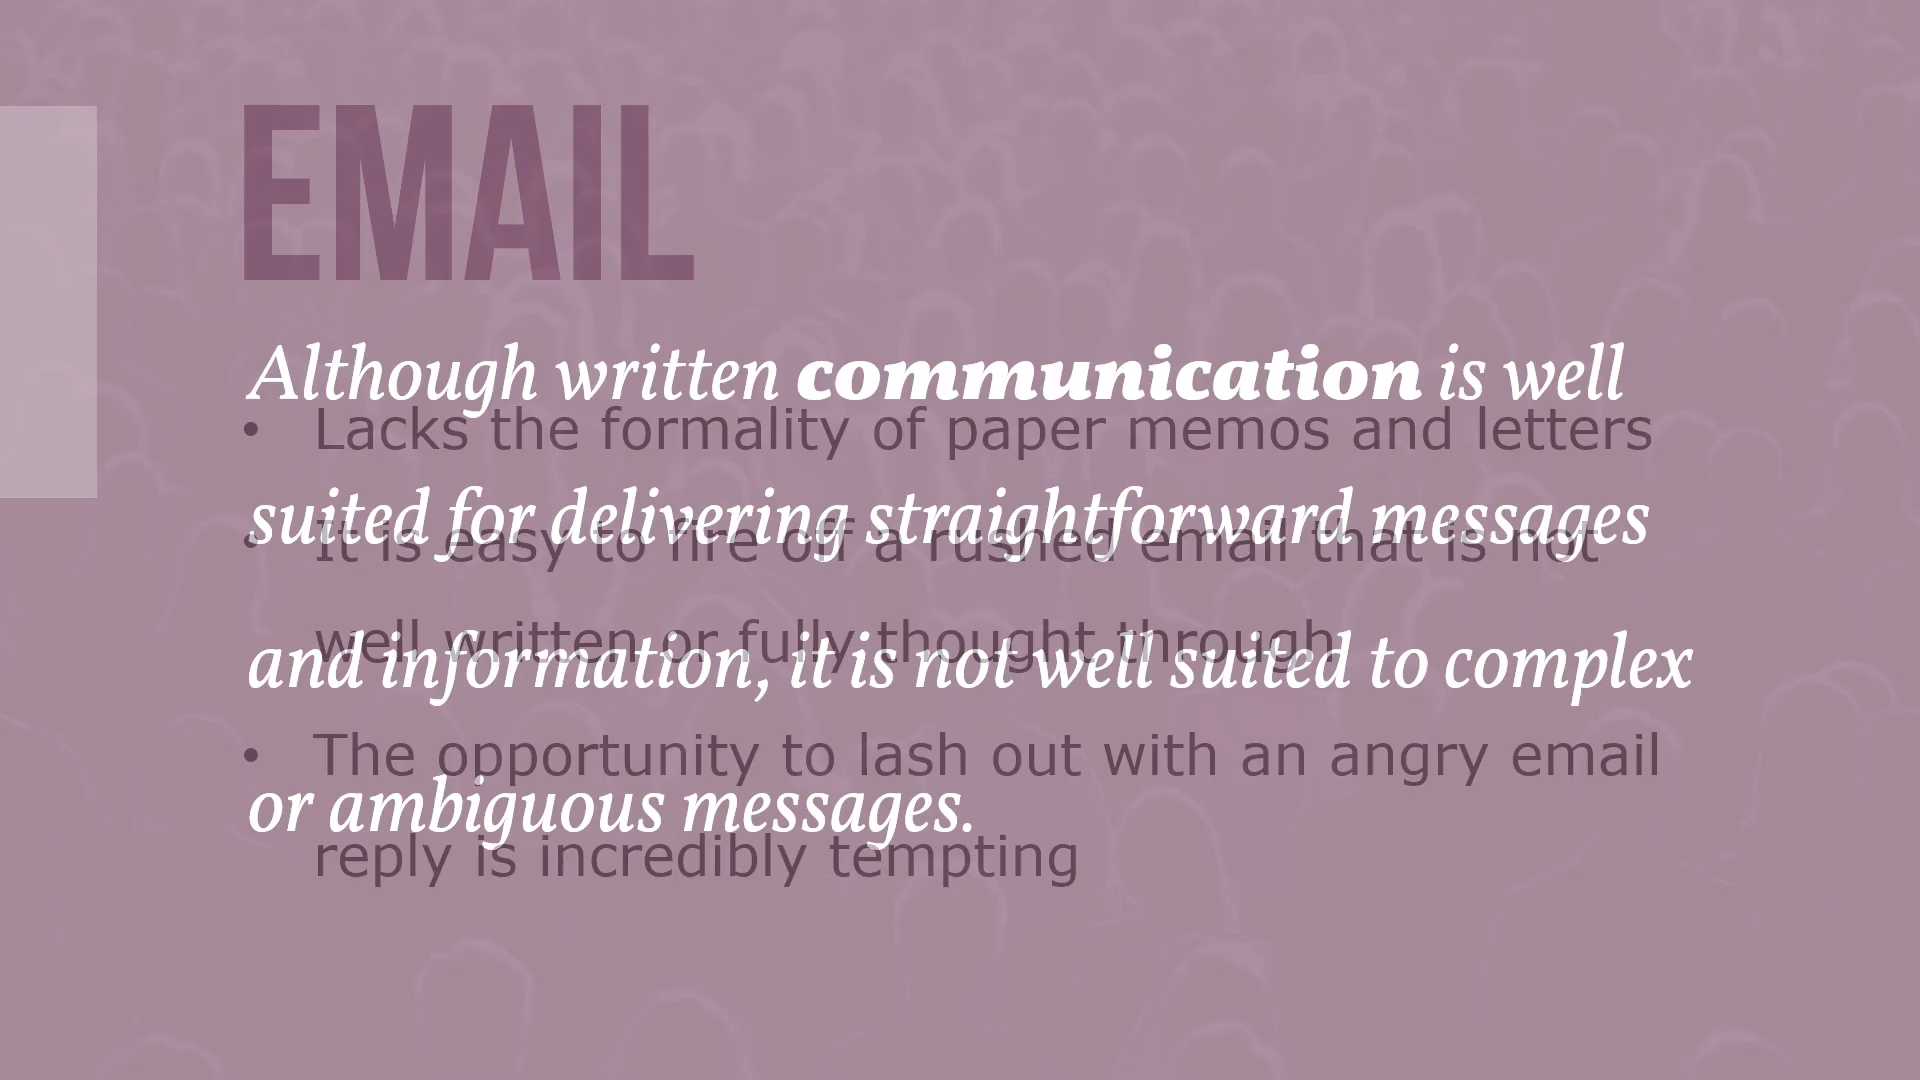 EMAIL
Although written communication is well
suited for delivering straightforward messages
and information, it is not well suited to complex
or ambiguous messages.
• Lacks the formality of paper memos and letters
• It is easy to fire off a rushed email that is not
well written or fully thought through
• The opportunity to lash out with an angry email
reply is incredibly tempting